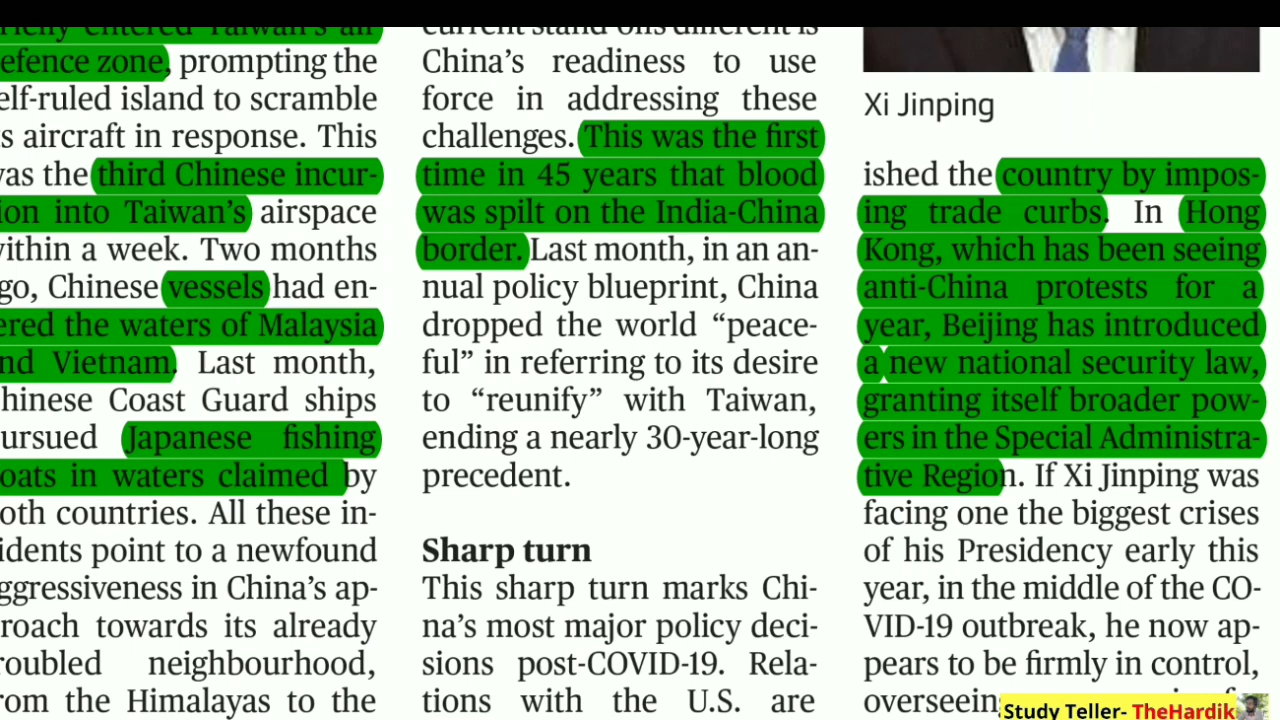 efence zone, prompting the
elf-ruled island to scramble
s aircraft in response. This
was the third Chinese incur-
ion into Taiwan's airspace
within a week. Two months
go, Chinese vessels had en-
ered the waters of Malaysia
nd Vietnam. Last month,
hinese Coast Guard ships
ursued Japanese fishing
oats in waters claimed by
oth countries. All these in-
idents point to a newfound
ggressiveness in China's ap-
roach towards its already
roubled neighbourhood,
rom the Himalayas to the
current stand-offs different is
China's readiness to use
force in addressing these
challenges. This was the first
time in 45 years that blood
was spilt on the India-China
border. Last month, in an an-
nual policy blueprint, China
dropped the world “peace-
ful” in referring to its desire
to “reunify” with Taiwan,
ending a nearly 30-year-long
precedent.
Sharp turn
This sharp turn marks Chi-
na's most major policy deci-
sions post-COVID-19. Rela-
tions with the U.S. are
Xi Jinping
ished the country by impos-
ing trade curbs. In Hong
Kong, which has been seeing
anti-China protests for a
year, Beijing has introduced
a new national security law,
granting itself broader pow-
ers in the Special Administra-
tive Region. If Xi Jinping was
facing one the biggest crises
of his Presidency early this
year, in the middle of the CO-
VID-19 outbreak, he now ap-
pears to be firmly in control,
overseein
Study Teller- TheHardik